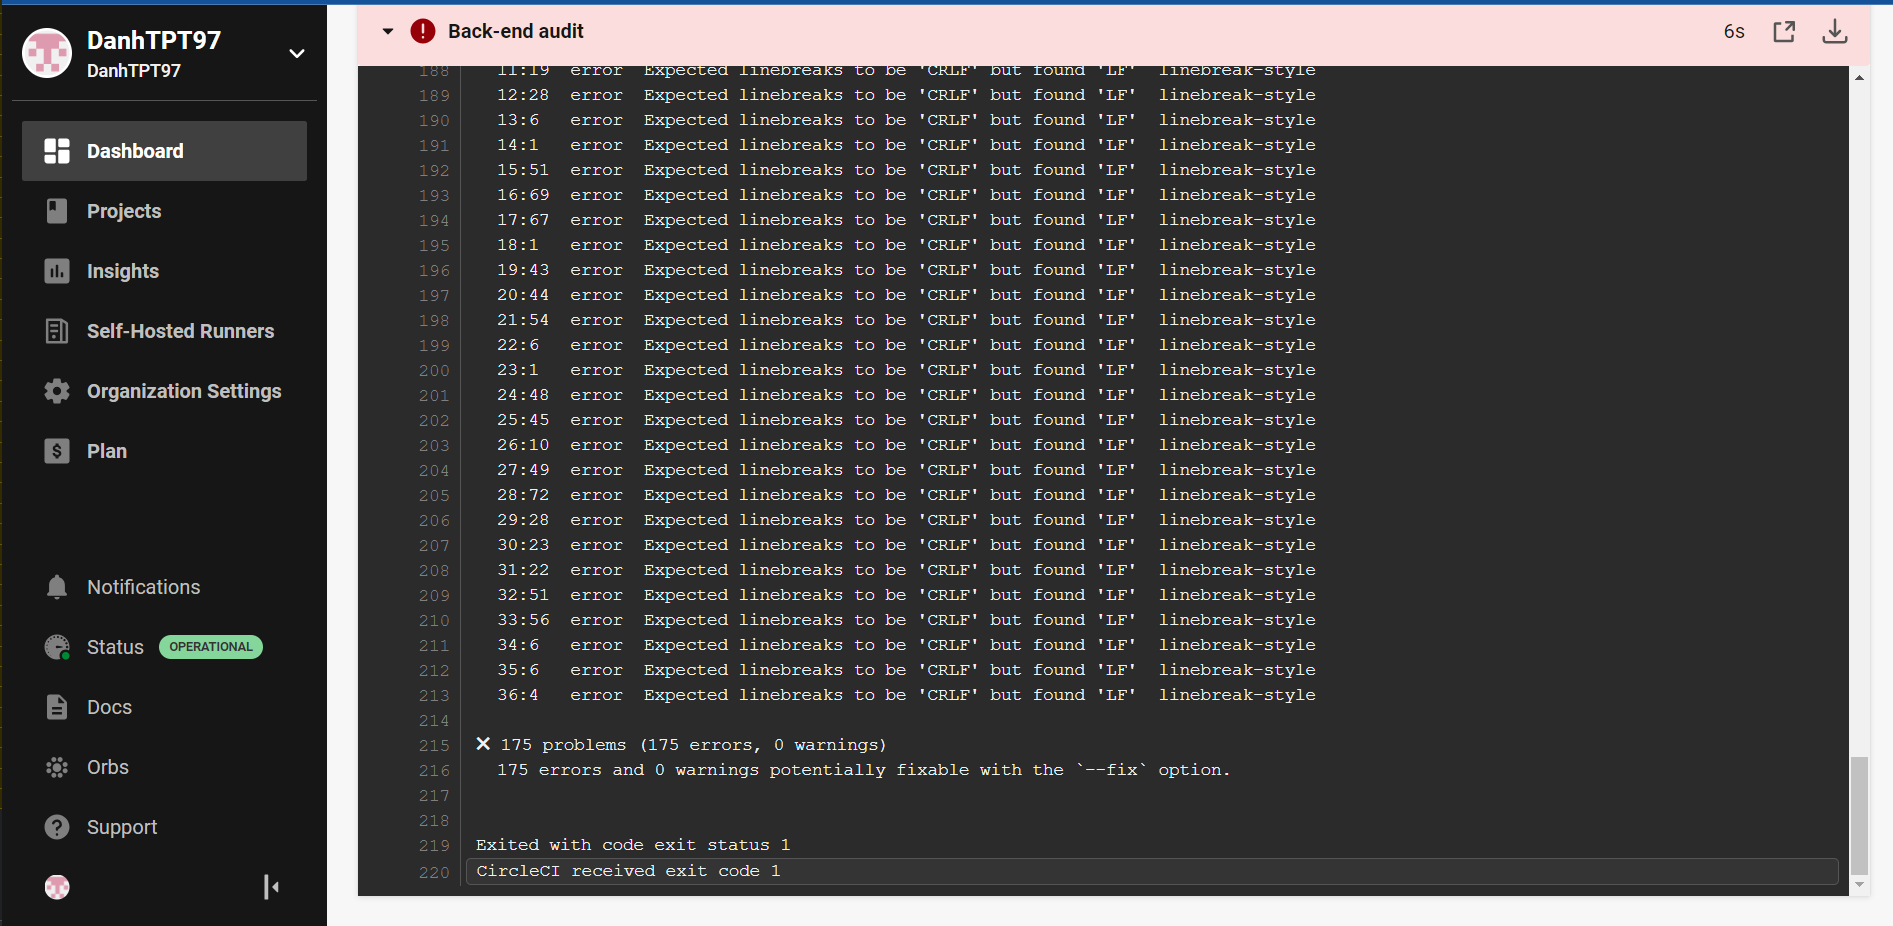 DanhTPT97
DanhTPT97
Dashboard
Projects
Insights
Self-Hosted Runners
Organization Settings
Plan
Notifications
Status OPERATIONAL
Docs
Orbs
Support
Back-end audit 6s
188 11:19 error Expected linebreaks to be 'CRLF' but found 'LF' linebreak-style
189 12:28 error Expected linebreaks to be 'CRLF' but found 'LF' linebreak-style
190 13:6 error Expected linebreaks to be 'CRLF' but found 'LF' linebreak-style
191 14:1 error Expected linebreaks to be 'CRLF' but found 'LF' linebreak-style
192 15:51 error Expected linebreaks to be 'CRLF' but found 'LF' linebreak-style
193 16:69 error Expected linebreaks to be 'CRLF' but found 'LF' linebreak-style
194 17:67 error Expected linebreaks to be 'CRLF' but found 'LF' linebreak-style
195 18:1 error Expected linebreaks to be 'CRLF' but found 'LF' linebreak-style
196 19:43 error Expected linebreaks to be 'CRLF' but found 'LF' linebreak-style
197 20:44 error Expected linebreaks to be 'CRLF' but found 'LF' linebreak-style
198 21:54 error Expected linebreaks to be 'CRLF' but found 'LF' linebreak-style
199 22:6 error Expected linebreaks to be 'CRLF' but found 'LF' linebreak-style
200 23:1 error Expected linebreaks to be 'CRLF' but found 'LF' linebreak-style
201 24:48 error Expected linebreaks to be 'CRLF' but found 'LF' linebreak-style
202 25:45 error Expected linebreaks to be 'CRLF' but found 'LF' linebreak-style
203 26:10 error Expected linebreaks to be 'CRLF' but found 'LF' linebreak-style
204 27:49 error Expected linebreaks to be 'CRLF' but found 'LF' linebreak-style
205 28:72 error Expected linebreaks to be 'CRLF' but found 'LF' linebreak-style
206 29:28 error Expected linebreaks to be 'CRLF' but found 'LF' linebreak-style
207 30:23 error Expected linebreaks to be 'CRLF' but found 'LF' linebreak-style
208 31:22 error Expected linebreaks to be 'CRLF' but found 'LF' linebreak-style
209 32:51 error Expected linebreaks to be 'CRLF' but found 'LF' linebreak-style
210 33:56 error Expected linebreaks to be 'CRLF' but found 'LF' linebreak-style
211 34:6 error Expected linebreaks to be 'CRLF' but found 'LF' linebreak-style
212 35:6 error Expected linebreaks to be 'CRLF' but found 'LF' linebreak-style
213 36:4 error Expected linebreaks to be 'CRLF' but found 'LF' linebreak-style
214
215 ✕ 175 problems (175 errors, 0 warnings)
216 175 errors and 0 warnings potentially fixable with the `--fix` option.
217
218
219 Exited with code exit status 1
220 CircleCI received exit code 1